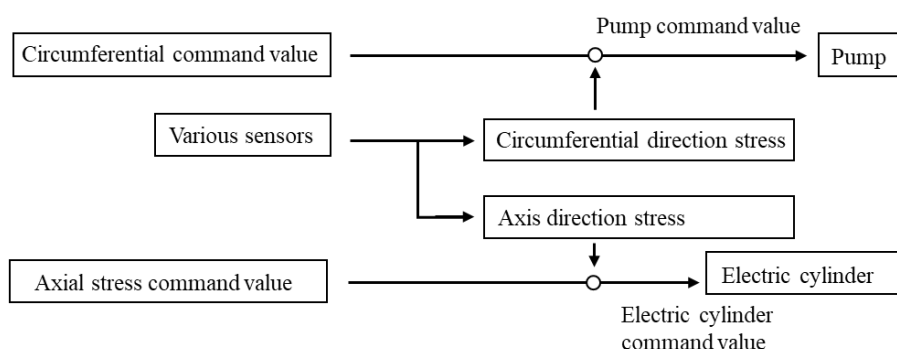 Pump command value
Circumferential command value
Pump
Various sensors
Circumferential direction stress
Axis direction stress
Axial stress command value
Electric cylinder
Electric cylinder
command value